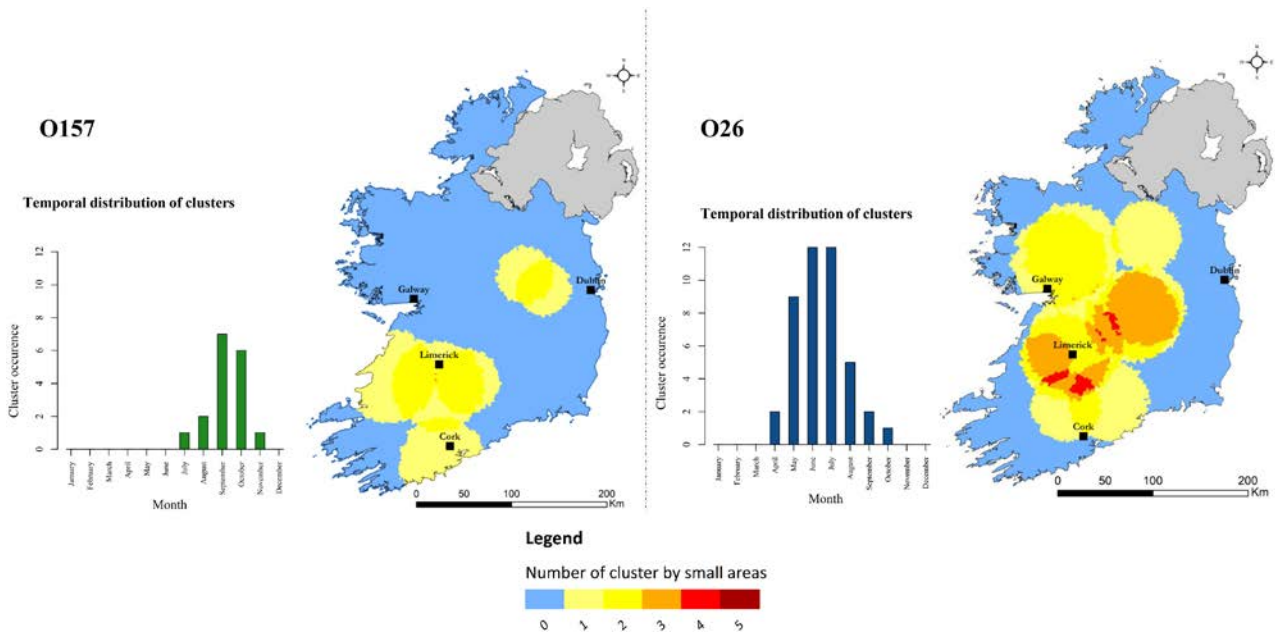 O157
Temporal distribution of clusters
Cluster occurence
0
2
4
6
8
10
12
January
February
March
April
May
June
July
August
September
October
November
December
Month
Galway
Dublin
Limerick
Cork
0 50 100 200
Km
O26
Temporal distribution of clusters
Cluster occurence
0
2
4
6
8
10
12
January
February
March
April
May
June
July
August
September
October
November
December
Month
Galway
Dublin
Limerick
Cork
0 50 100 200
Km
Legend
Number of cluster by small areas
0 1 2 3 4 5